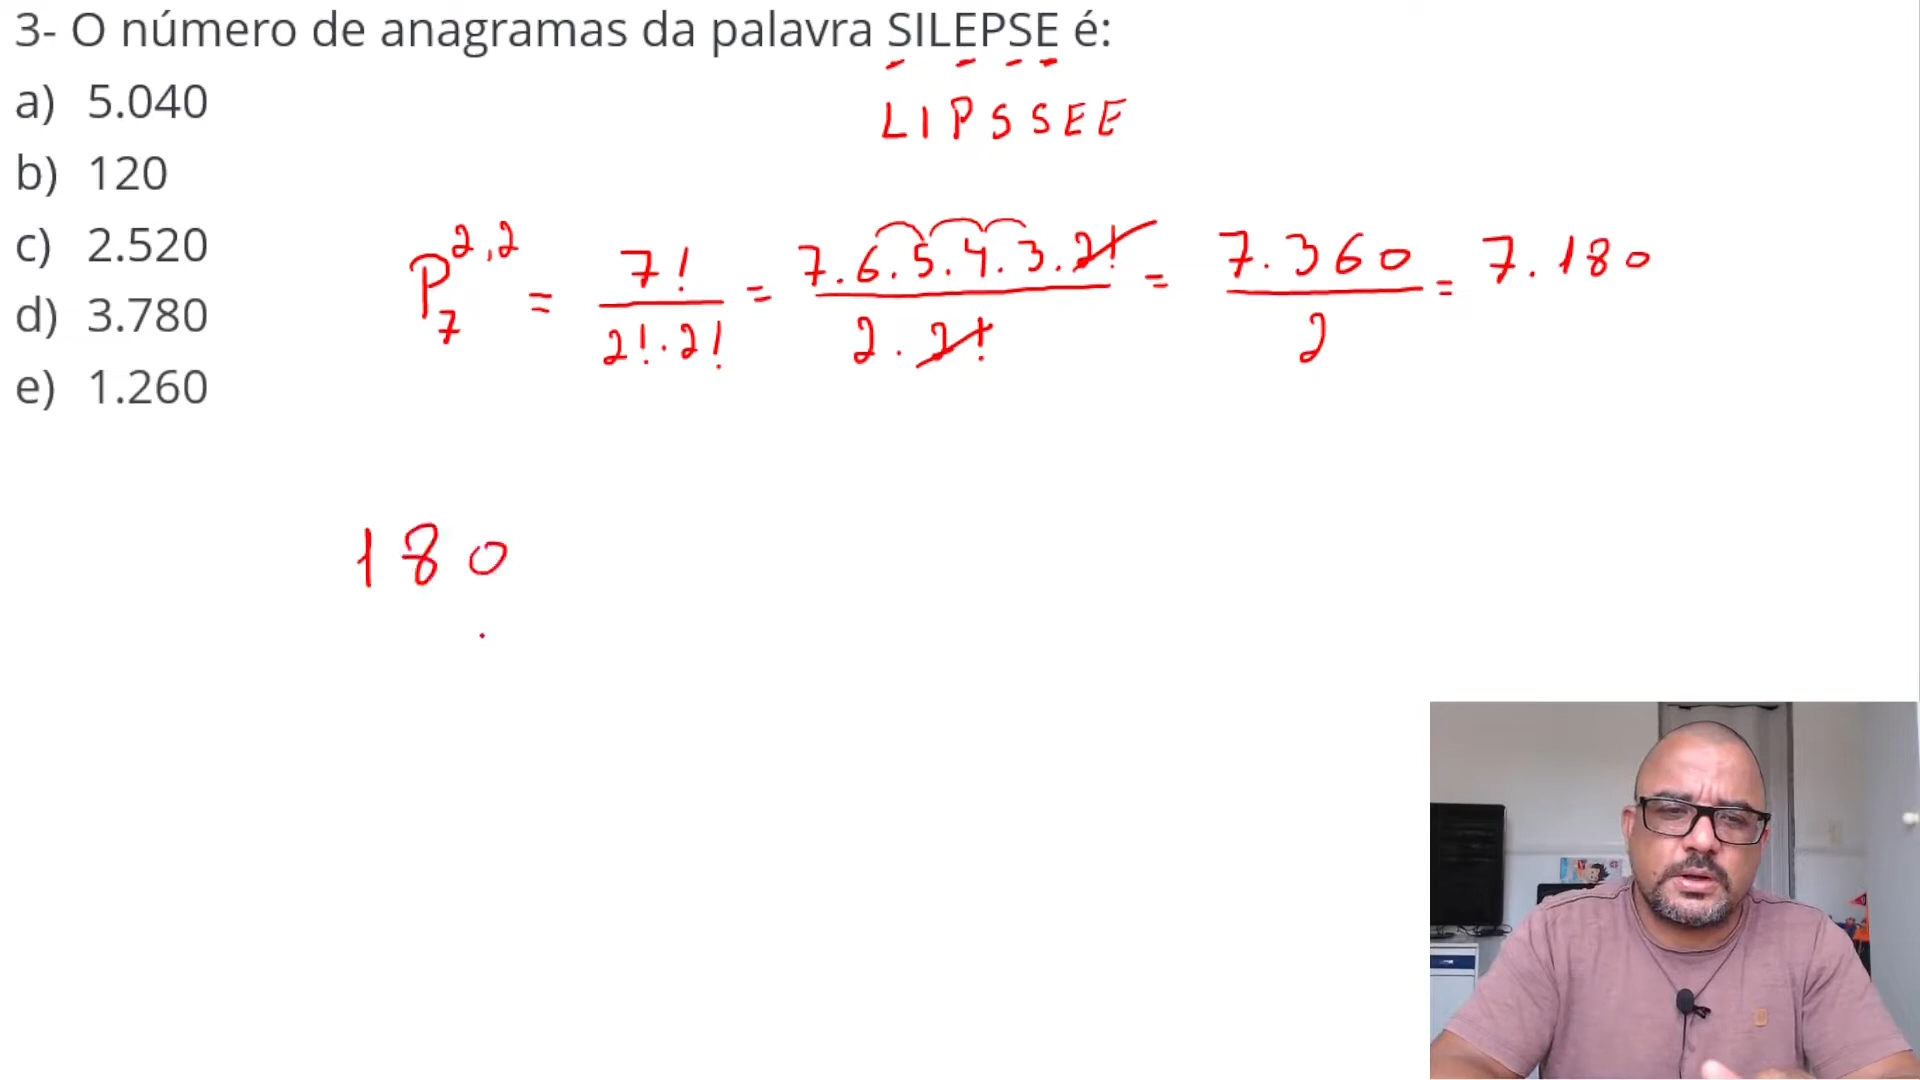 3- O número de anagramas da palavra SILEPSE é:
a) 5.040
b) 120
c) 2.520
d) 3.780
e) 1.260
L I P S S E E
P₇^2,2 = 7! / 2!.2! = 7.6.5.4.3.2! / 2.2! = 7.360 / 2 = 7.180
180